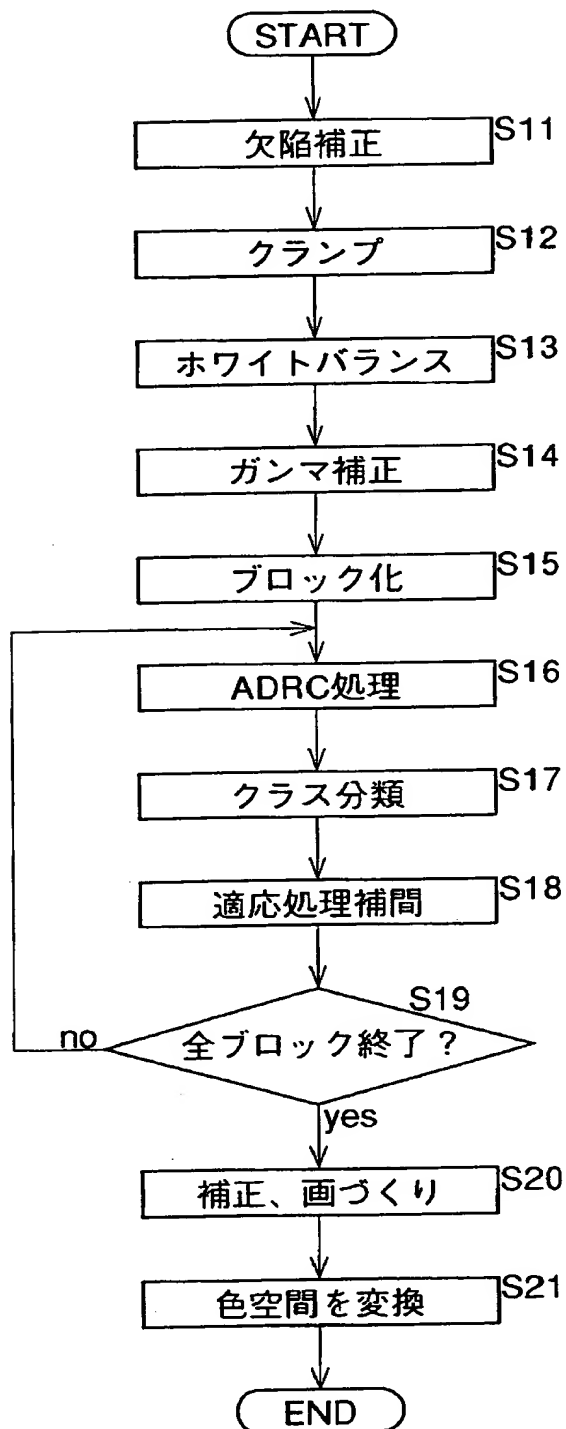 START
S11
欠陥補正
S12
クランプ
S13
ホワイトバランス
S14
ガンマ補正
S15
ブロック化
S16
ADRC処理
S17
クラス分類
S18
適応処理補間
S19
全ブロック終了？
no
yes
S20
補正、画づくり
S21
色空間を変換
END